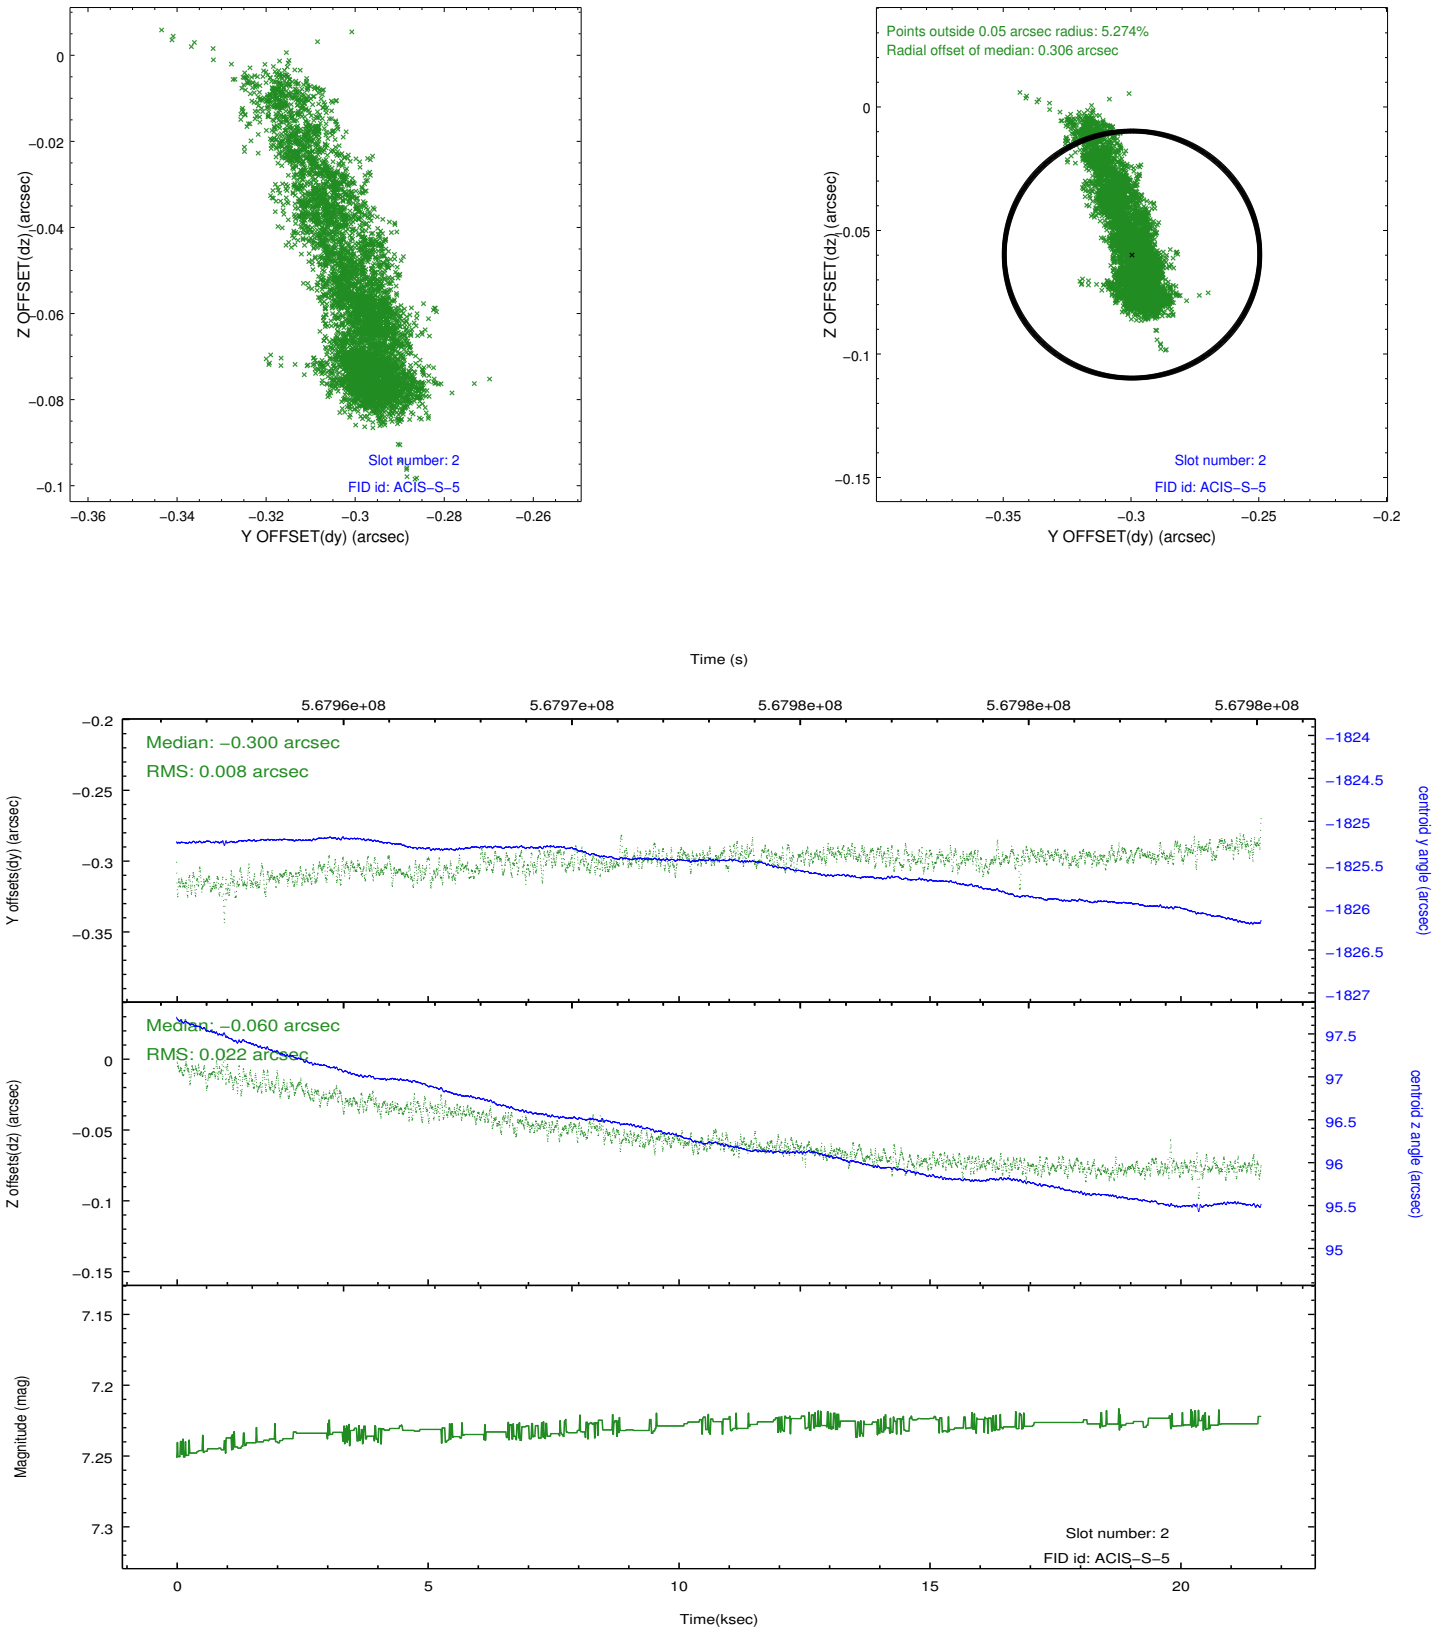 0
−0.02
−0.04
−0.06
−0.08
−0.1
Z OFFSET(dz) (arcsec)
Slot number: 2
FID id: ACIS−S−5
−0.36
−0.34
−0.32
−0.3
−0.28
−0.26
Y OFFSET(dy) (arcsec)
Points outside 0.05 arcsec radius: 5.274%
Radial offset of median: 0.306 arcsec
0
−0.05
−0.1
−0.15
Z OFFSET(dz) (arcsec)
Slot number: 2
FID id: ACIS−S−5
−0.35
−0.3
−0.25
−0.2
Y OFFSET(dy) (arcsec)
Time (s)
5.6796e+08
5.6797e+08
5.6798e+08
5.6798e+08
5.6798e+08
Median: −0.300 arcsec
RMS: 0.008 arcsec
−0.2
−0.25
−0.3
−0.35
Y offsets(dy) (arcsec)
−1824
−1824.5
−1825
−1825.5
−1826
−1826.5
−1827
centroid y angle (arcsec)
Median: −0.060 arcsec
RMS: 0.022 arcsec
0
−0.05
−0.1
−0.15
Z offsets(dz) (arcsec)
97.5
97
96.5
96
95.5
95
centroid z angle (arcsec)
7.15
7.2
7.25
7.3
Magnitude (mag)
Slot number: 2
FID id: ACIS−S−5
0
5
10
15
20
Time(ksec)